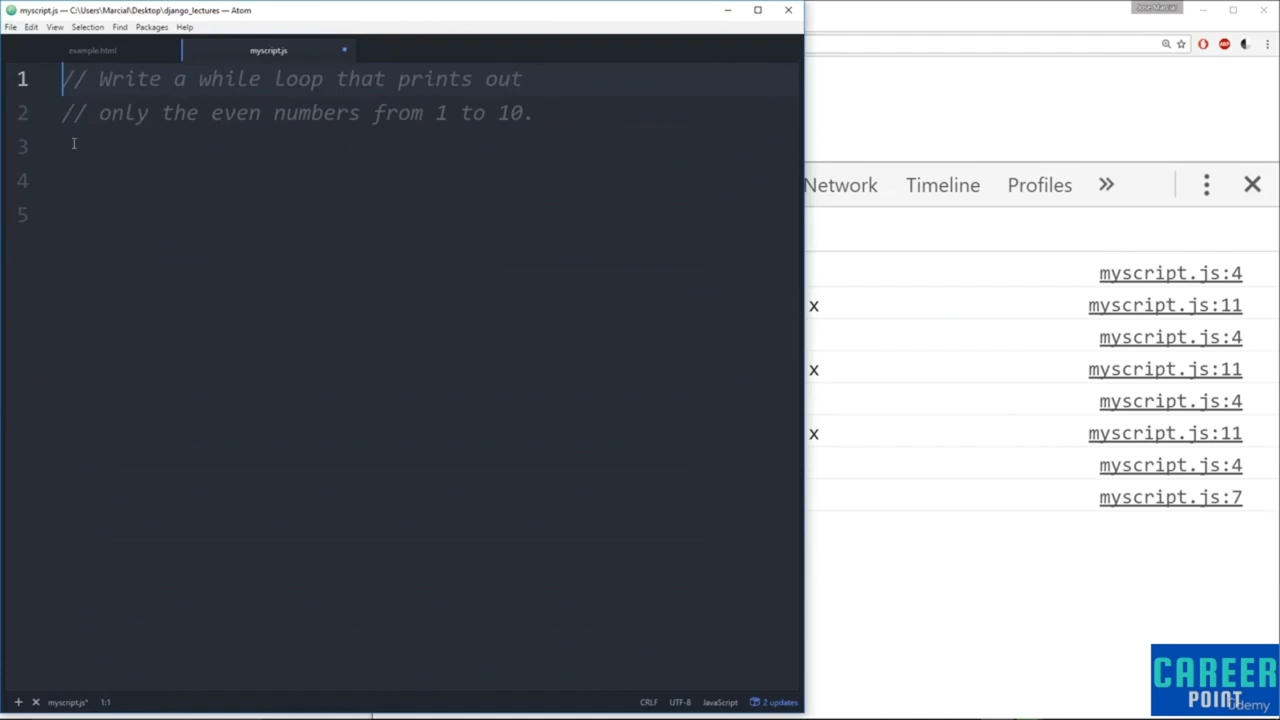 myscript.js — C:\Users\Marcial\Desktop\django_lectures — Atom
Jose Marcial
File Edit View Selection Find Packages Help
example.html
myscript.js
1 // Write a while loop that prints out
2 // only the even numbers from 1 to 10.
3
4
5
ABP
Network Timeline Profiles »
myscript.js:4
x myscript.js:11
myscript.js:4
x myscript.js:11
myscript.js:4
x myscript.js:11
myscript.js:4
myscript.js:7
CAREER
POINT
Udemy
myscript.js* 1:1 CRLF UTF-8 JavaScript 2 updates